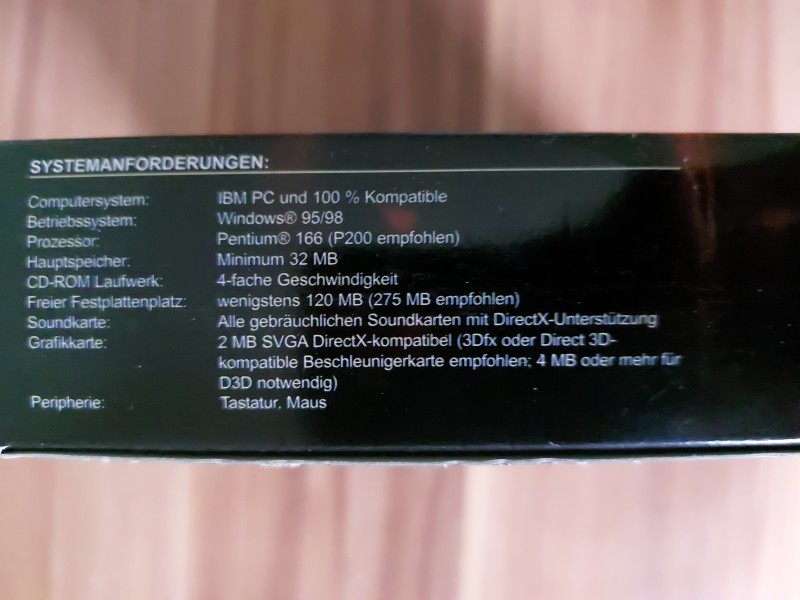 SYSTEMANFORDERUNGEN:
Computersystem: IBM PC und 100 % Kompatible
Betriebssystem: Windows® 95/98
Prozessor: Pentium® 166 (P200 empfohlen)
Hauptspeicher: Minimum 32 MB
CD-ROM Laufwerk: 4-fache Geschwindigkeit
Freier Festplattenplatz: wenigstens 120 MB (275 MB empfohlen)
Soundkarte: Alle gebräuchlichen Soundkarten mit DirectX-Unterstützung
Grafikkarte: 2 MB SVGA DirectX-kompatibel (3Dfx oder Direct 3D-
kompatible Beschleunigerkarte empfohlen; 4 MB oder mehr für
D3D notwendig)
Peripherie: Tastatur, Maus